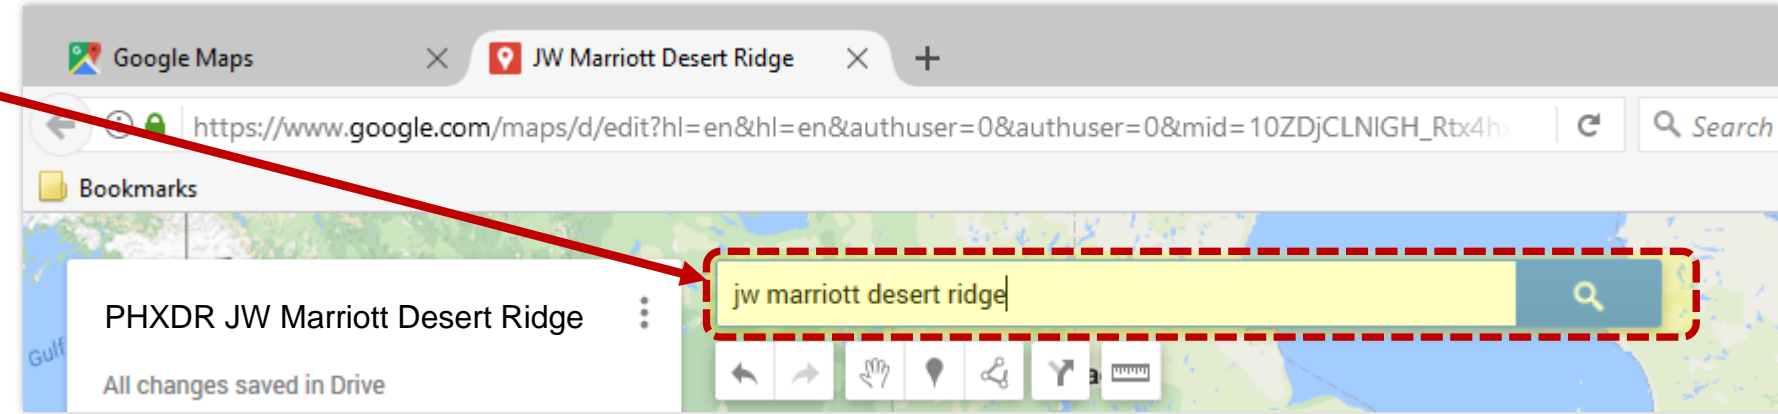 Google Maps
JW Marriott Desert Ridge
https://www.google.com/maps/d/edit?hl=en&hl=en&authuser=0&authuser=0&mid=10ZDjCLNIGH_Rtx4h
Search
Bookmarks
jw marriott desert ridge
PHXDR JW Marriott Desert Ridge
Gulf
All changes saved in Drive